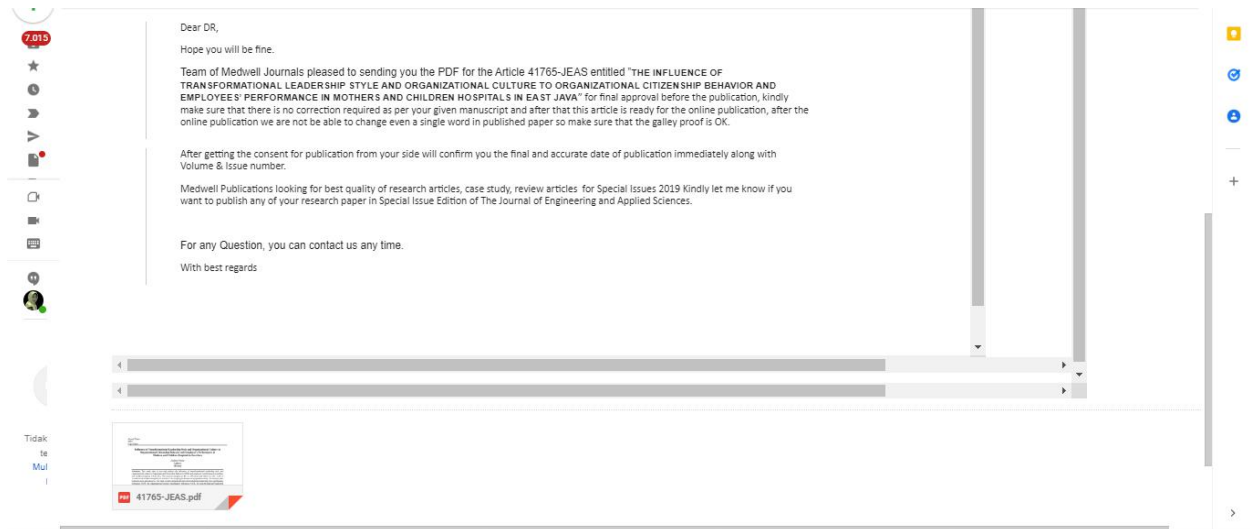 7.015
Dear DR,
Hope you will be fine.
Team of Medwell Journals pleased to sending you the PDF for the Article 41765-JEAS entitled "THE INFLUENCE OF
TRANSFORMATIONAL LEADERSHIP STYLE AND ORGANIZATIONAL CULTURE TO ORGANIZATIONAL CITIZENSHIP BEHAVIOR AND
EMPLOYEES' PERFORMANCE IN MOTHERS AND CHILDREN HOSPITALS IN EAST JAVA" for final approval before the publication, kindly
make sure that there is no correction required as per your given manuscript and after that this article is ready for the online publication, after the
online publication we are not be able to change even a single word in published paper so make sure that the galley proof is OK.
After getting the consent for publication from your side will confirm you the final and accurate date of publication immediately along with
Volume & Issue number.
Medwell Publications looking for best quality of research articles, case study, review articles for Special Issues 2019 Kindly let me know if you
want to publish any of your research paper in Special Issue Edition of The Journal of Engineering and Applied Sciences.
For any Question, you can contact us any time.
With best regards
Tidak
te
Mul
PDF 41765-JEAS.pdf